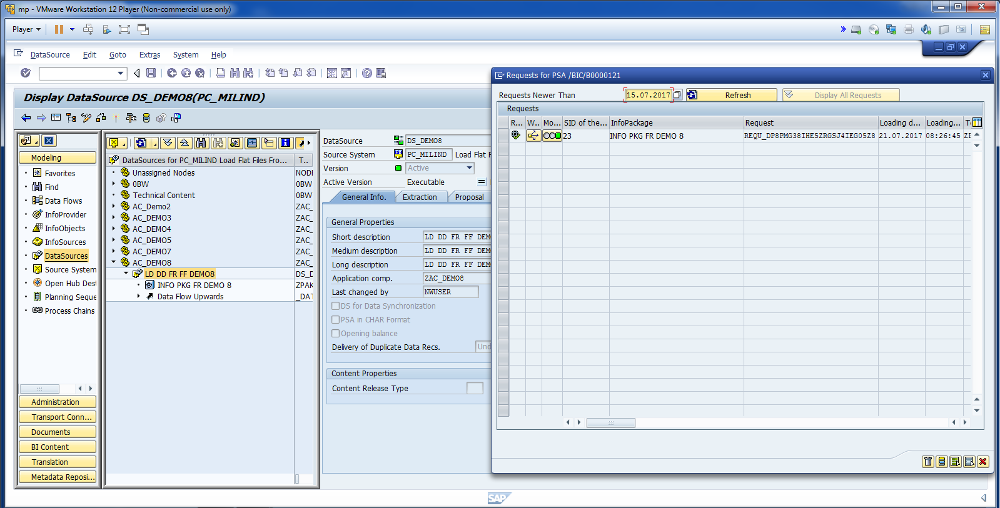 mp - VMware Workstation 12 Player (Non-commercial use only)
Player
DataSource Edit Goto Extras System Help
Display DataSource DS_DEMO8(PC_MILIND)
Modeling
Favorites
Find
Data Flows
InfoProvider
InfoObjects
InfoSources
DataSources
Source System
Open Hub Dest
Planning Seque
Process Chains
Administration
Transport Conn...
Documents
BI Content
Translation
Metadata Reposi...
DataSources for PC_MILIND Load Flat Files Fro... T..
Unassigned Nodes NODE
0BW 0BW
Technical Content 0BW
AC_Demo2 ZAC_
AC_DEMO3 ZAC_
AC_DEMO4 ZAC_
AC_DEMO5 ZAC_
AC_DEMO7 ZAC_
AC_DEMO8 ZAC_
LD DD FR FF DEMO8 DS_D
INFO PKG FR DEMO 8 ZPAK
Data Flow Upwards _DAT
DataSource DS_DEMO8
Source System PC_MILIND Load Flat F
Version Active
Active Version Executable
General Info. Extraction Proposal
General Properties
Short description LD DD FR FF DEM
Medium description LD DD FR FF DEM
Long description LD DD FR FF DEM
Application comp. ZAC_DEMO8
Last changed by NWUSER
DS for Data Synchronization
PSA in CHAR Format
Opening balance
Delivery of Duplicate Data Recs. Und
Content Properties
Content Release Type
Requests for PSA /BIC/B0000121
Requests Newer Than 15.07.2017 Refresh Display All Requests
Requests
R... W.. Mo... SID of the... InfoPackage Request Loading d... Loading...
23 INFO PKG FR DEMO 8 REQU_DP8PMG38IHE5ZRGSJ4IEG05Z8 21.07.2017 08:26:45
SAP